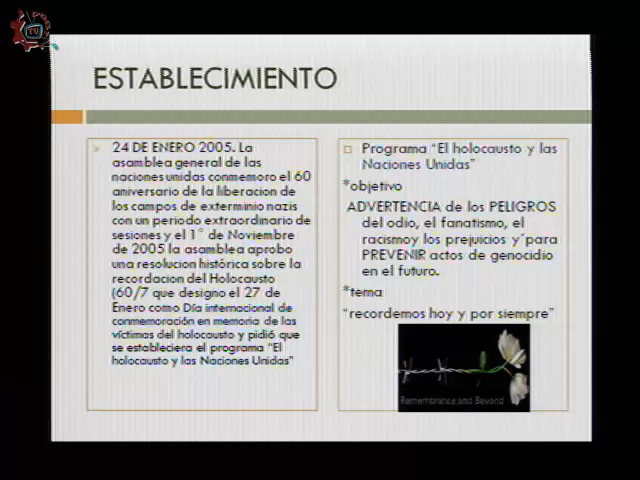 TV
ESTABLECIMIENTO
24 DE ENERO 2005. La
asamblea general de las
naciones unidas conmemoro el 60
aniversario de la liberacion de
los campos de exterminio nazis
con un periodo extraordinario de
sesiones y el 1° de Noviembre
de 2005 la asamblea aprobo
una resolucion histórica sobre la
recordacion del Holocausto
(60/7 que designo el 27 de
Enero como Día internacional de
conmemoración en memoria de las
víctimas del holocausto y pidió que
se estableciera el programa "El
holocausto y las Naciones Unidas"
Programa "El holocausto y las
Naciones Unidas"
*objetivo
ADVERTENCIA de los PELIGROS
del odio, el fanatismo, el
racismoy los prejuicios y´para
PREVENIR actos de genocidio
en el futuro.
*tema
"recordemos hoy y por siempre"
Remembrance and Beyond